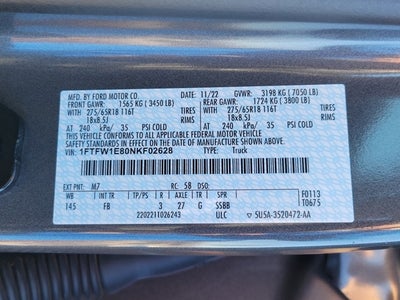 MFD. BY FORD MOTOR CO. 11/22 GVWR: 3198 KG ( 7050 LB)
FRONT GAWR: 1565 KG ( 3450 LB) REAR GAWR: 1724 KG ( 3800 LB)
275/65R18 116T TIRES 275/65R18 116T TIRES
18x8.5J RIMS 18x8.5J RIMS
AT 240 kPa/ 35 PSI COLD AT 240 kPa/ 35 PSI COLD
THIS VEHICLE CONFORMS TO ALL APPLICABLE FEDERAL MOTOR VEHICLE
SAFETY STANDARDS IN EFFECT ON THE DATE OF MANUFACTURE SHOWN ABOVE.
VIN: 1FTFW1E80NKF02628 TYPE: Truck
EXT PNT: M7 RC: 58 DSO: F0113
WB INT TR TP/PS R AXLE TR SPR T0675
145 FB 3 27 G SSBB
2202211026243 ULC 5U5A-3520472-AA